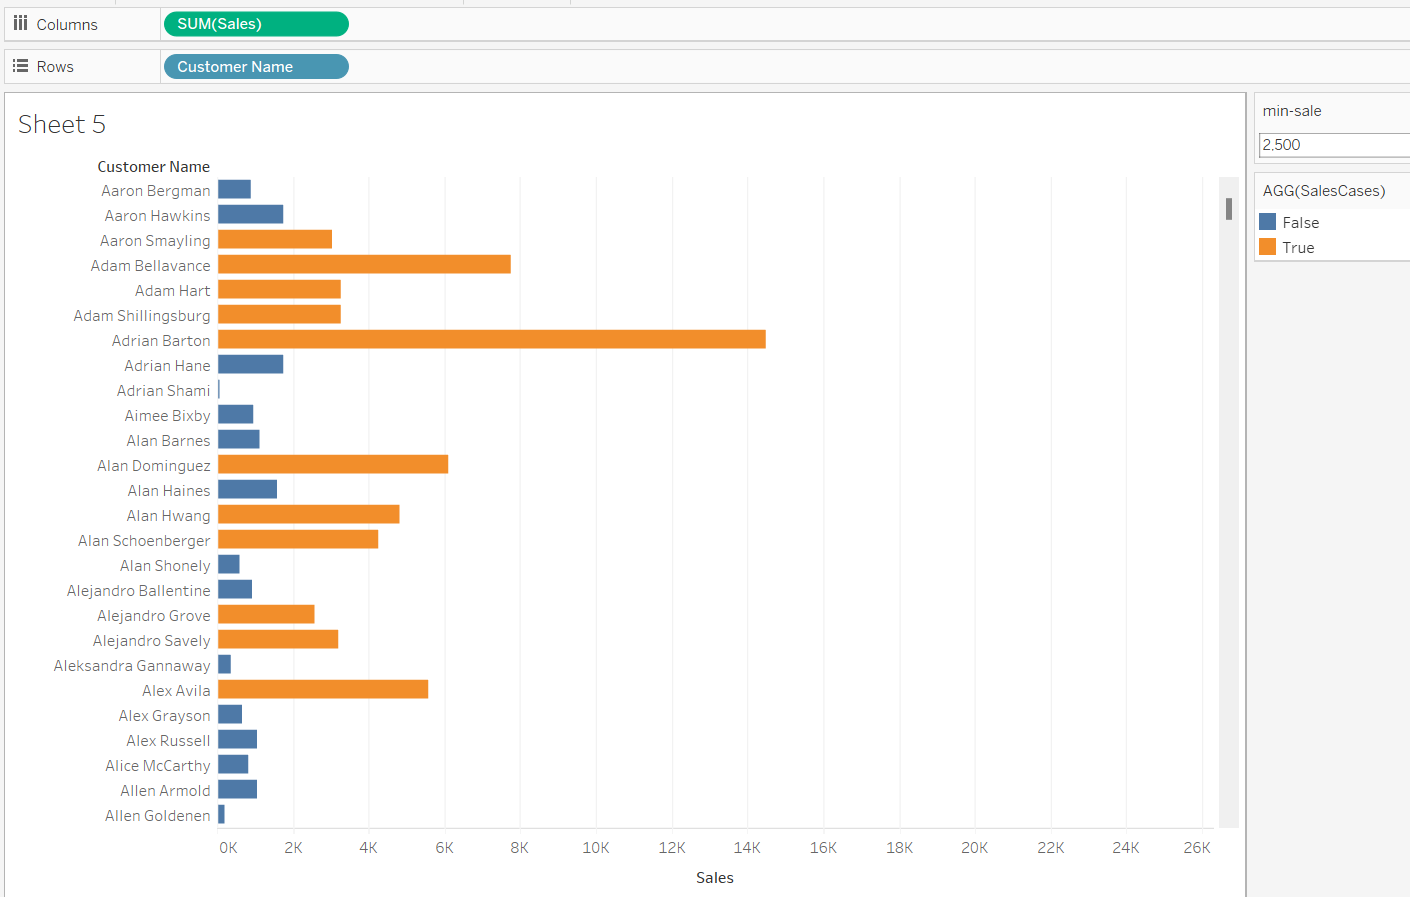 Columns
SUM(Sales)
Rows
Customer Name
Sheet 5
Customer Name
Aaron Bergman
Aaron Hawkins
Aaron Smayling
Adam Bellavance
Adam Hart
Adam Shillingsburg
Adrian Barton
Adrian Hane
Adrian Shami
Aimee Bixby
Alan Barnes
Alan Dominguez
Alan Haines
Alan Hwang
Alan Schoenberger
Alan Shonely
Alejandro Ballentine
Alejandro Grove
Alejandro Savely
Aleksandra Gannaway
Alex Avila
Alex Grayson
Alex Russell
Alice McCarthy
Allen Armold
Allen Goldenen
0K 2K 4K 6K 8K 10K 12K 14K 16K 18K 20K 22K 24K 26K
Sales
min-sale
2,500
AGG(SalesCases)
False
True